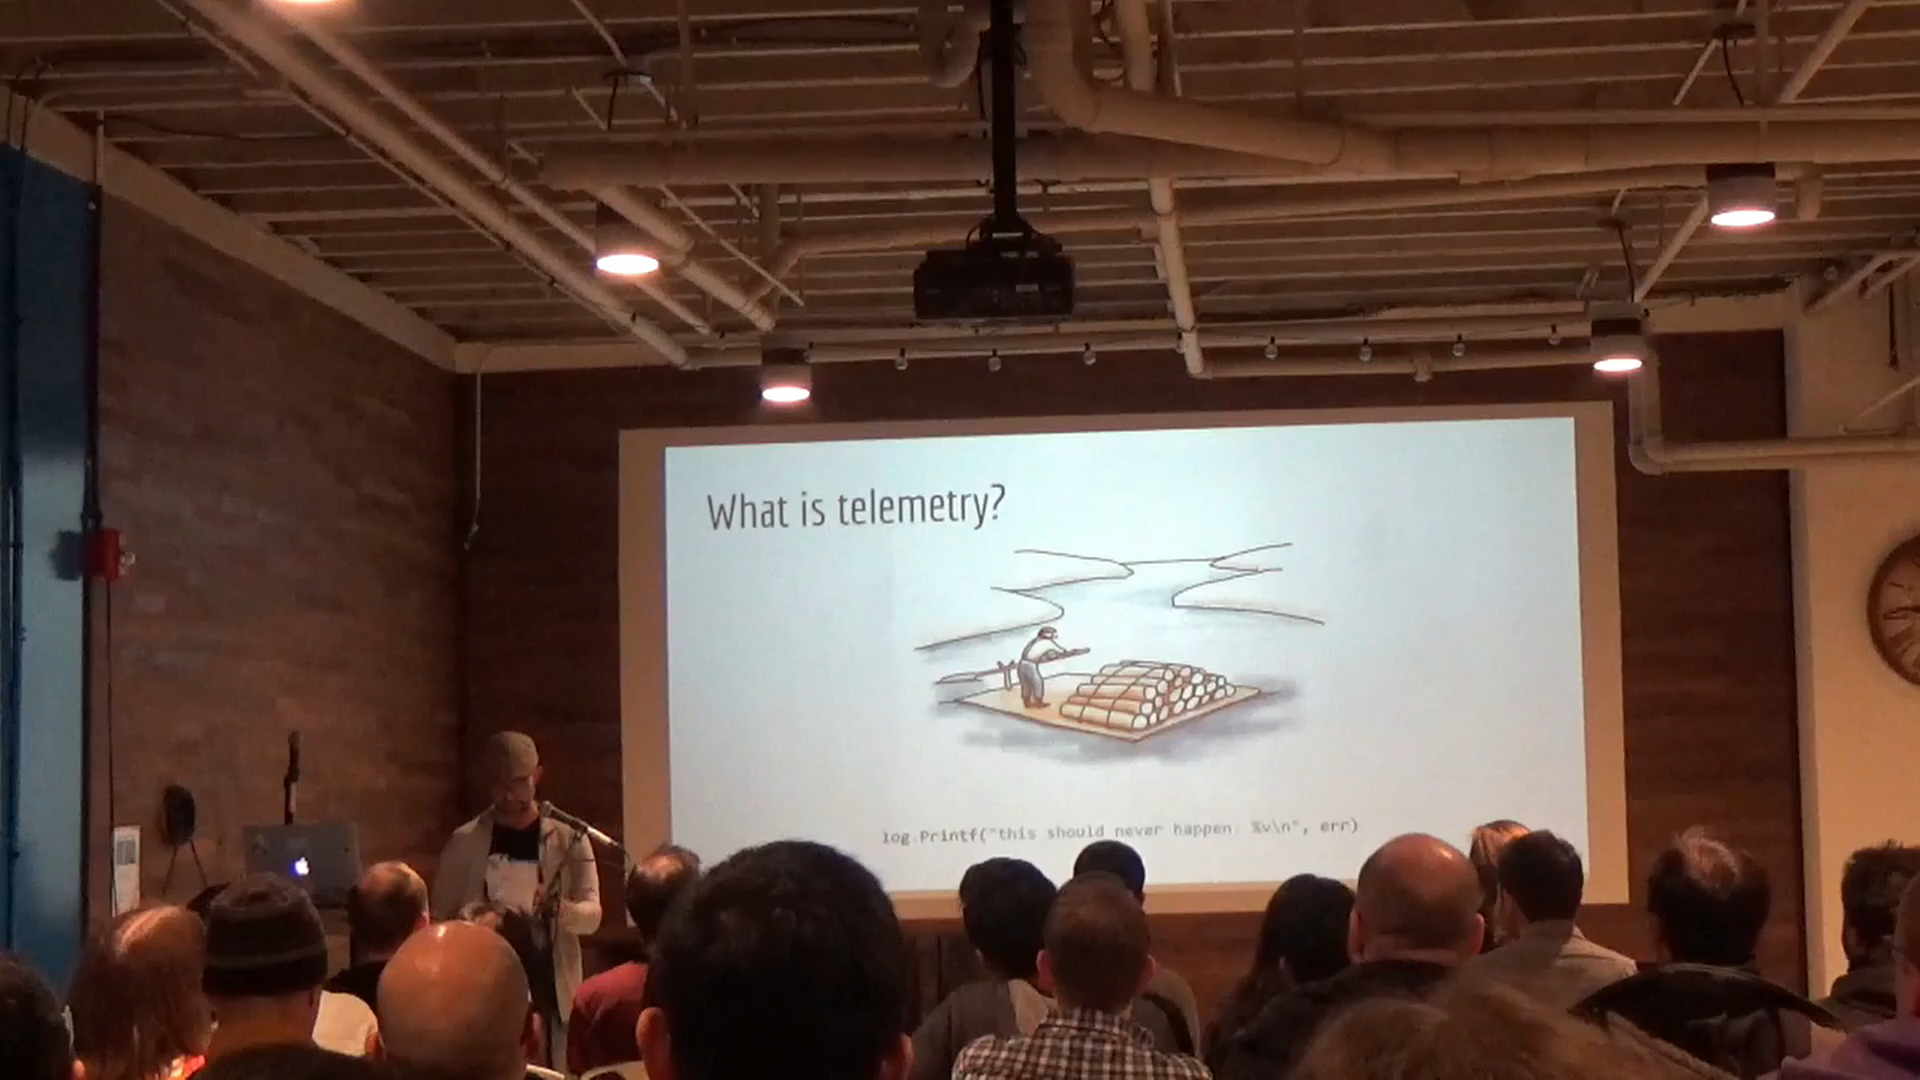 What is telemetry?
log.Printf("this should never happen: %v\n", err)